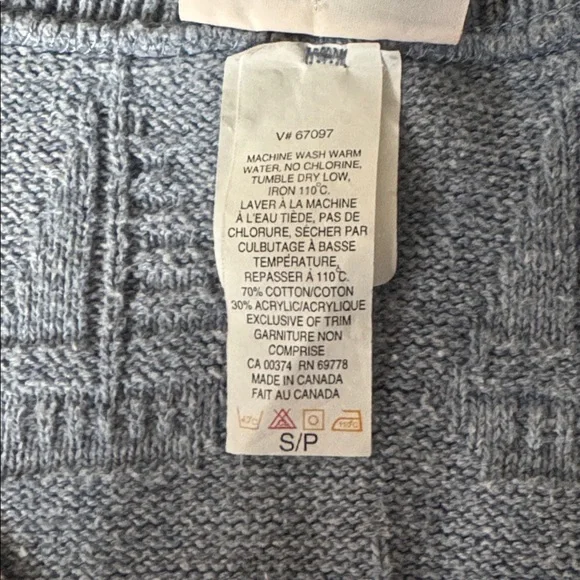 V# 67097
MACHINE WASH WARM
WATER, NO CHLORINE,
TUMBLE DRY LOW,
IRON 110°C.
LAVER À LA MACHINE
À L'EAU TIÈDE, PAS DE
CHLORURE, SÉCHER PAR
CULBUTAGE À BASSE
TEMPÉRATURE,
REPASSER À 110°C.
70% COTTON/COTON
30% ACRYLIC/ACRYLIQUE
EXCLUSIVE OF TRIM
GARNITURE NON
COMPRISE
CA 00374 RN 69778
MADE IN CANADA
FAIT AU CANADA
S/P